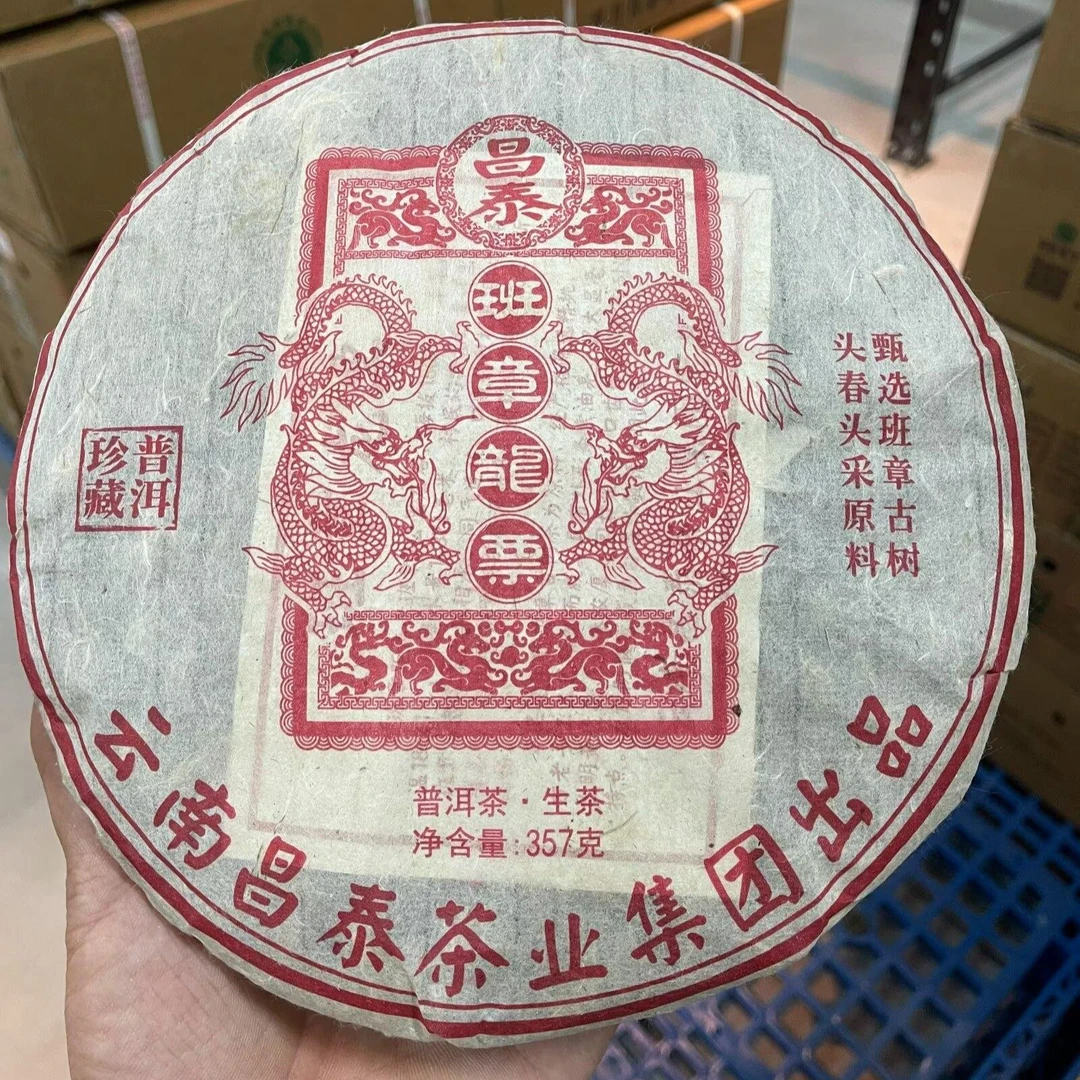 昌泰
班章龍票
甄选班章古树
头春头采原料
普洱
珍藏
普洱茶·生茶
净含量:357克
云南昌泰茶业集团出品